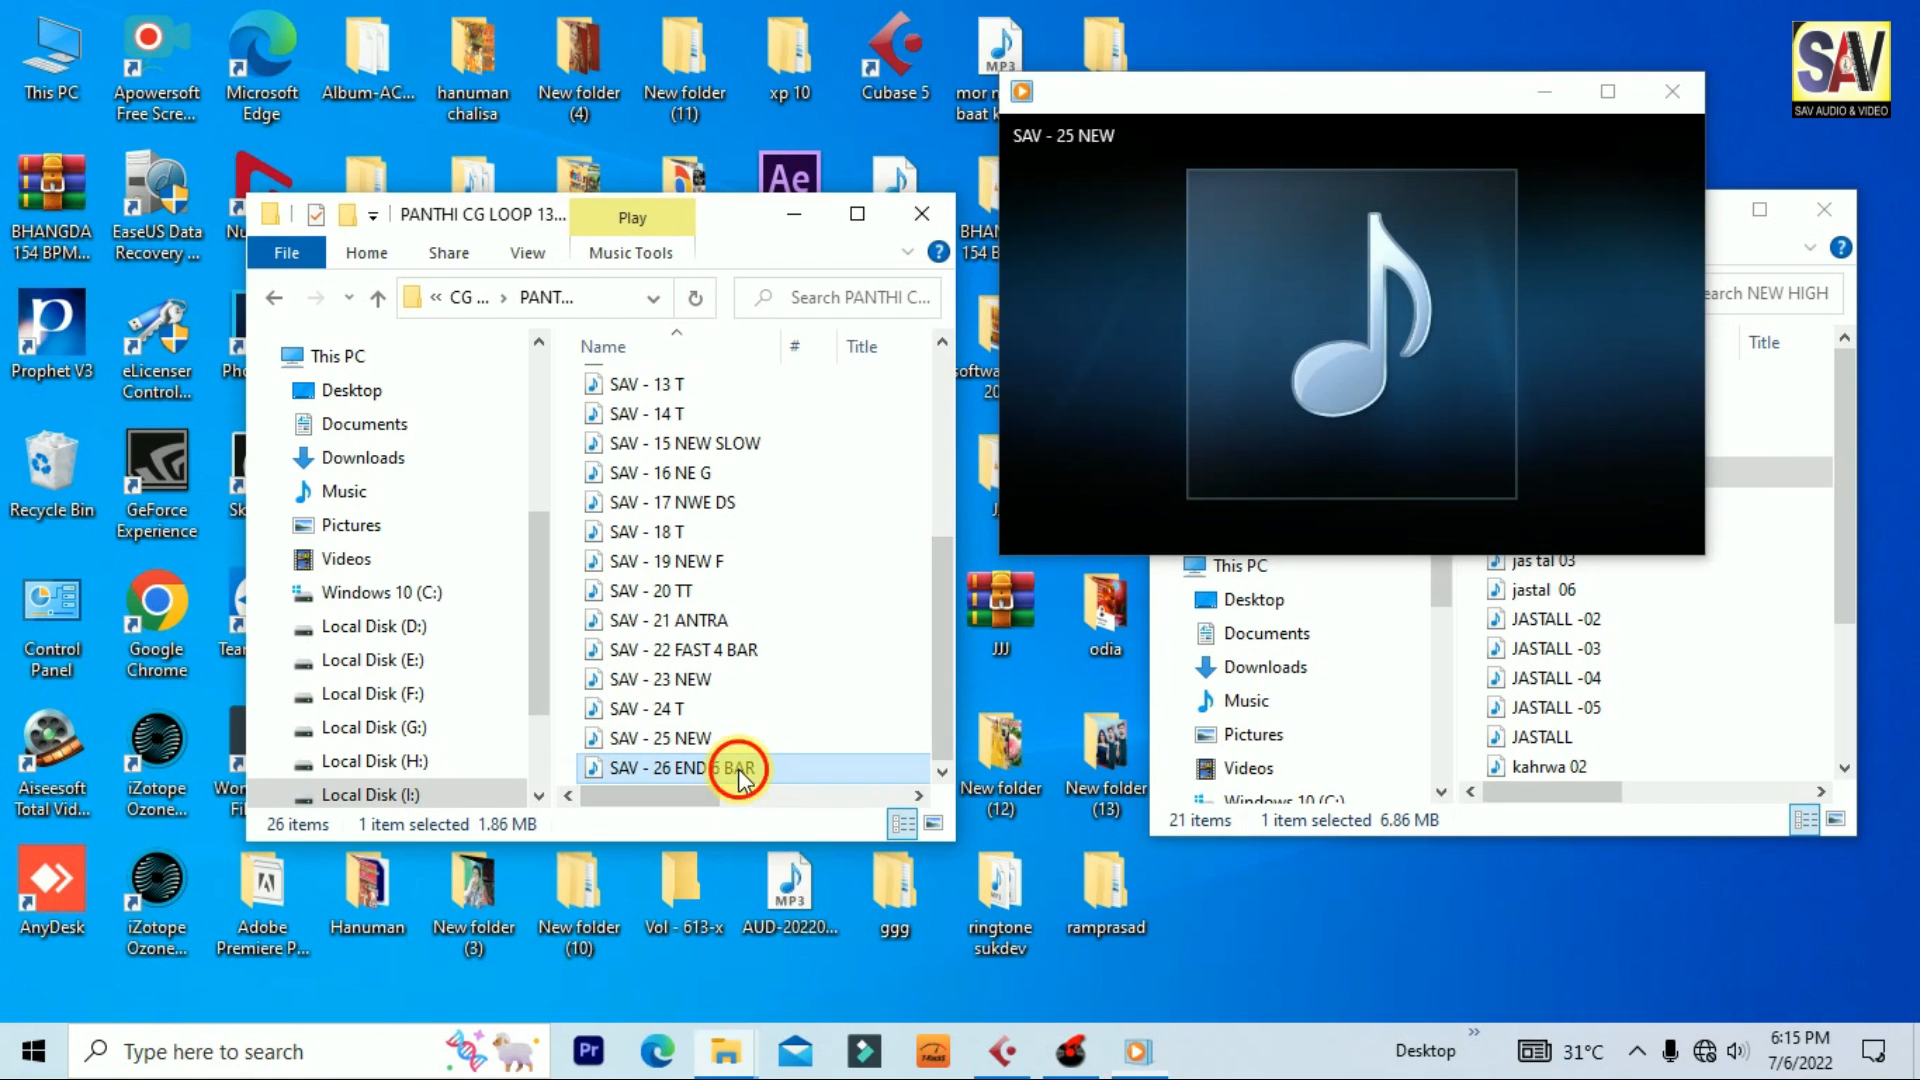 This PC
Apowersoft
Free Scre...
Microsoft
Edge
Album-AC...
hanuman
chalisa
New folder
(4)
New folder
(11)
xp 10
Cubase 5
MP3
SAV
SAV AUDIO & VIDEO
SAV - 25 NEW
BHANGDA
154 BPM...
EaseUS Data
Recovery ...
Ae
Prophet V3
eLicenser
Control...
Recycle Bin
GeForce
Experience
Control
Panel
Google
Chrome
Aiseesoft
Total Vid...
iZotope
Ozone...
AnyDesk
iZotope
Ozone...
Adobe
Premiere P...
Hanuman
New folder
(3)
New folder
(10)
Vol - 613-x
MP3
AUD-20220...
ggg
ringtone
sukdev
ramprasad
JJJ
odia
New folder
(12)
New folder
(13)
PANTHI CG LOOP 13...
Play
File
Home
Share
View
Music Tools
« CG ... › PANT...
Search PANTHI C...
Name
#
Title
This PC
Desktop
Documents
Downloads
Music
Pictures
Videos
Windows 10 (C:)
Local Disk (D:)
Local Disk (E:)
Local Disk (F:)
Local Disk (G:)
Local Disk (H:)
Local Disk (I:)
SAV - 13 T
SAV - 14 T
SAV - 15 NEW SLOW
SAV - 16 NE G
SAV - 17 NWE DS
SAV - 18 T
SAV - 19 NEW F
SAV - 20 TT
SAV - 21 ANTRA
SAV - 22 FAST 4 BAR
SAV - 23 NEW
SAV - 24 T
SAV - 25 NEW
SAV - 26 END 6 BAR
26 items
1 item selected 1.86 MB
NEW HIGH
Title
This PC
Desktop
Documents
Downloads
Music
Pictures
Videos
Windows 10 (C:)
jas tal 03
jastal 06
JASTALL -02
JASTALL -03
JASTALL -04
JASTALL -05
JASTALL
kahrwa 02
21 items
1 item selected 6.86 MB
Type here to search
Pr
Desktop
»
31°C
6:15 PM
7/6/2022